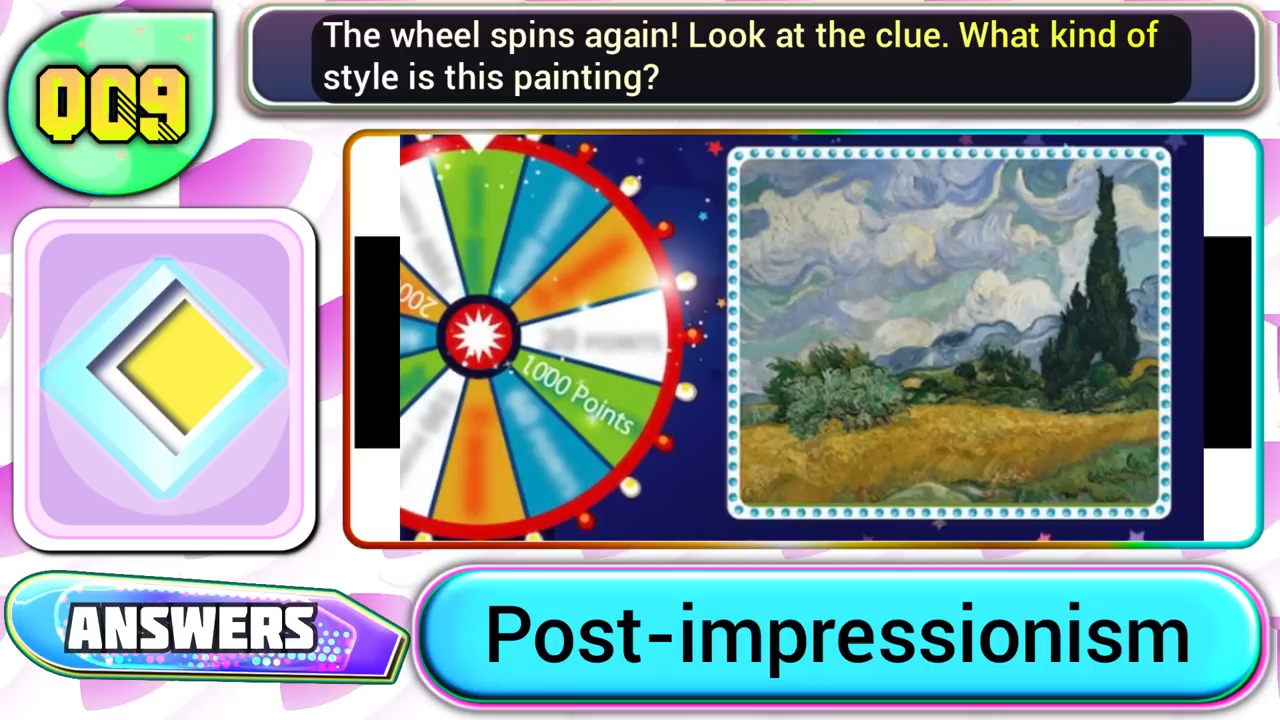 QC9
The wheel spins again! Look at the clue. What kind of
style is this painting?
200
1000 Points
ANSWERS
Post-impressionism